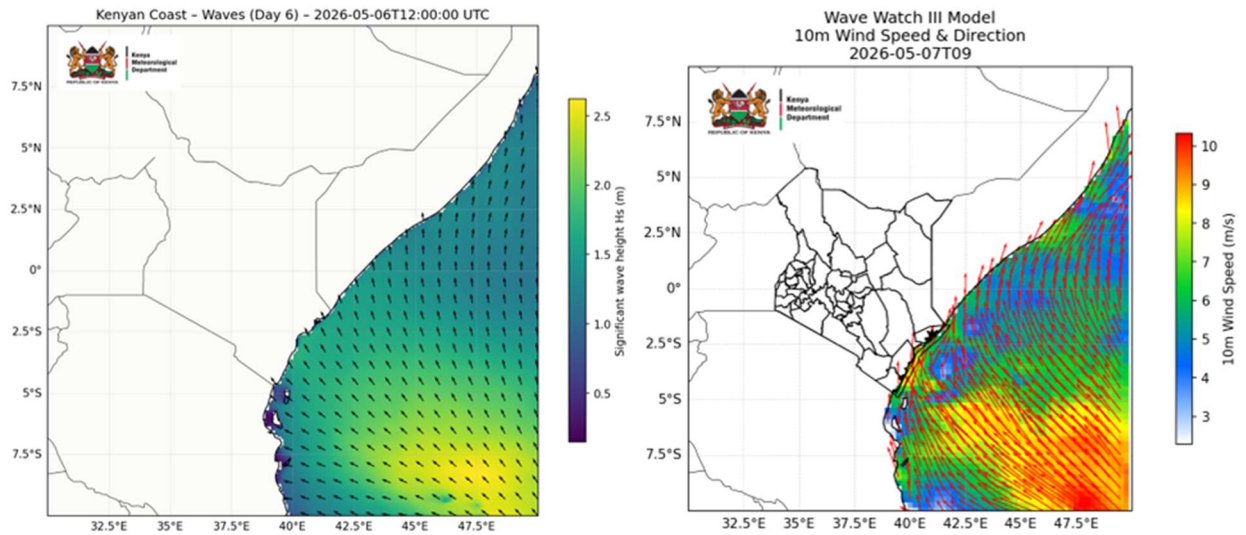 Kenyan Coast – Waves (Day 6) – 2026-05-06T12:00:00 UTC
Kenya
Meteorological
Department
REPUBLIC OF KENYA
7.5°N
5°N
2.5°N
0°
2.5°S
5°S
7.5°S
32.5°E
35°E
37.5°E
40°E
42.5°E
45°E
47.5°E
2.5
2.0
1.5
1.0
0.5
Significant wave height Hs (m)
Wave Watch III Model
10m Wind Speed & Direction
2026-05-07T09
Kenya
Meteorological
Department
REPUBLIC OF KENYA
7.5°N
5°N
2.5°N
0°
2.5°S
5°S
7.5°S
32.5°E
35°E
37.5°E
40°E
42.5°E
45°E
47.5°E
10
9
8
7
6
5
4
3
10m Wind Speed (m/s)